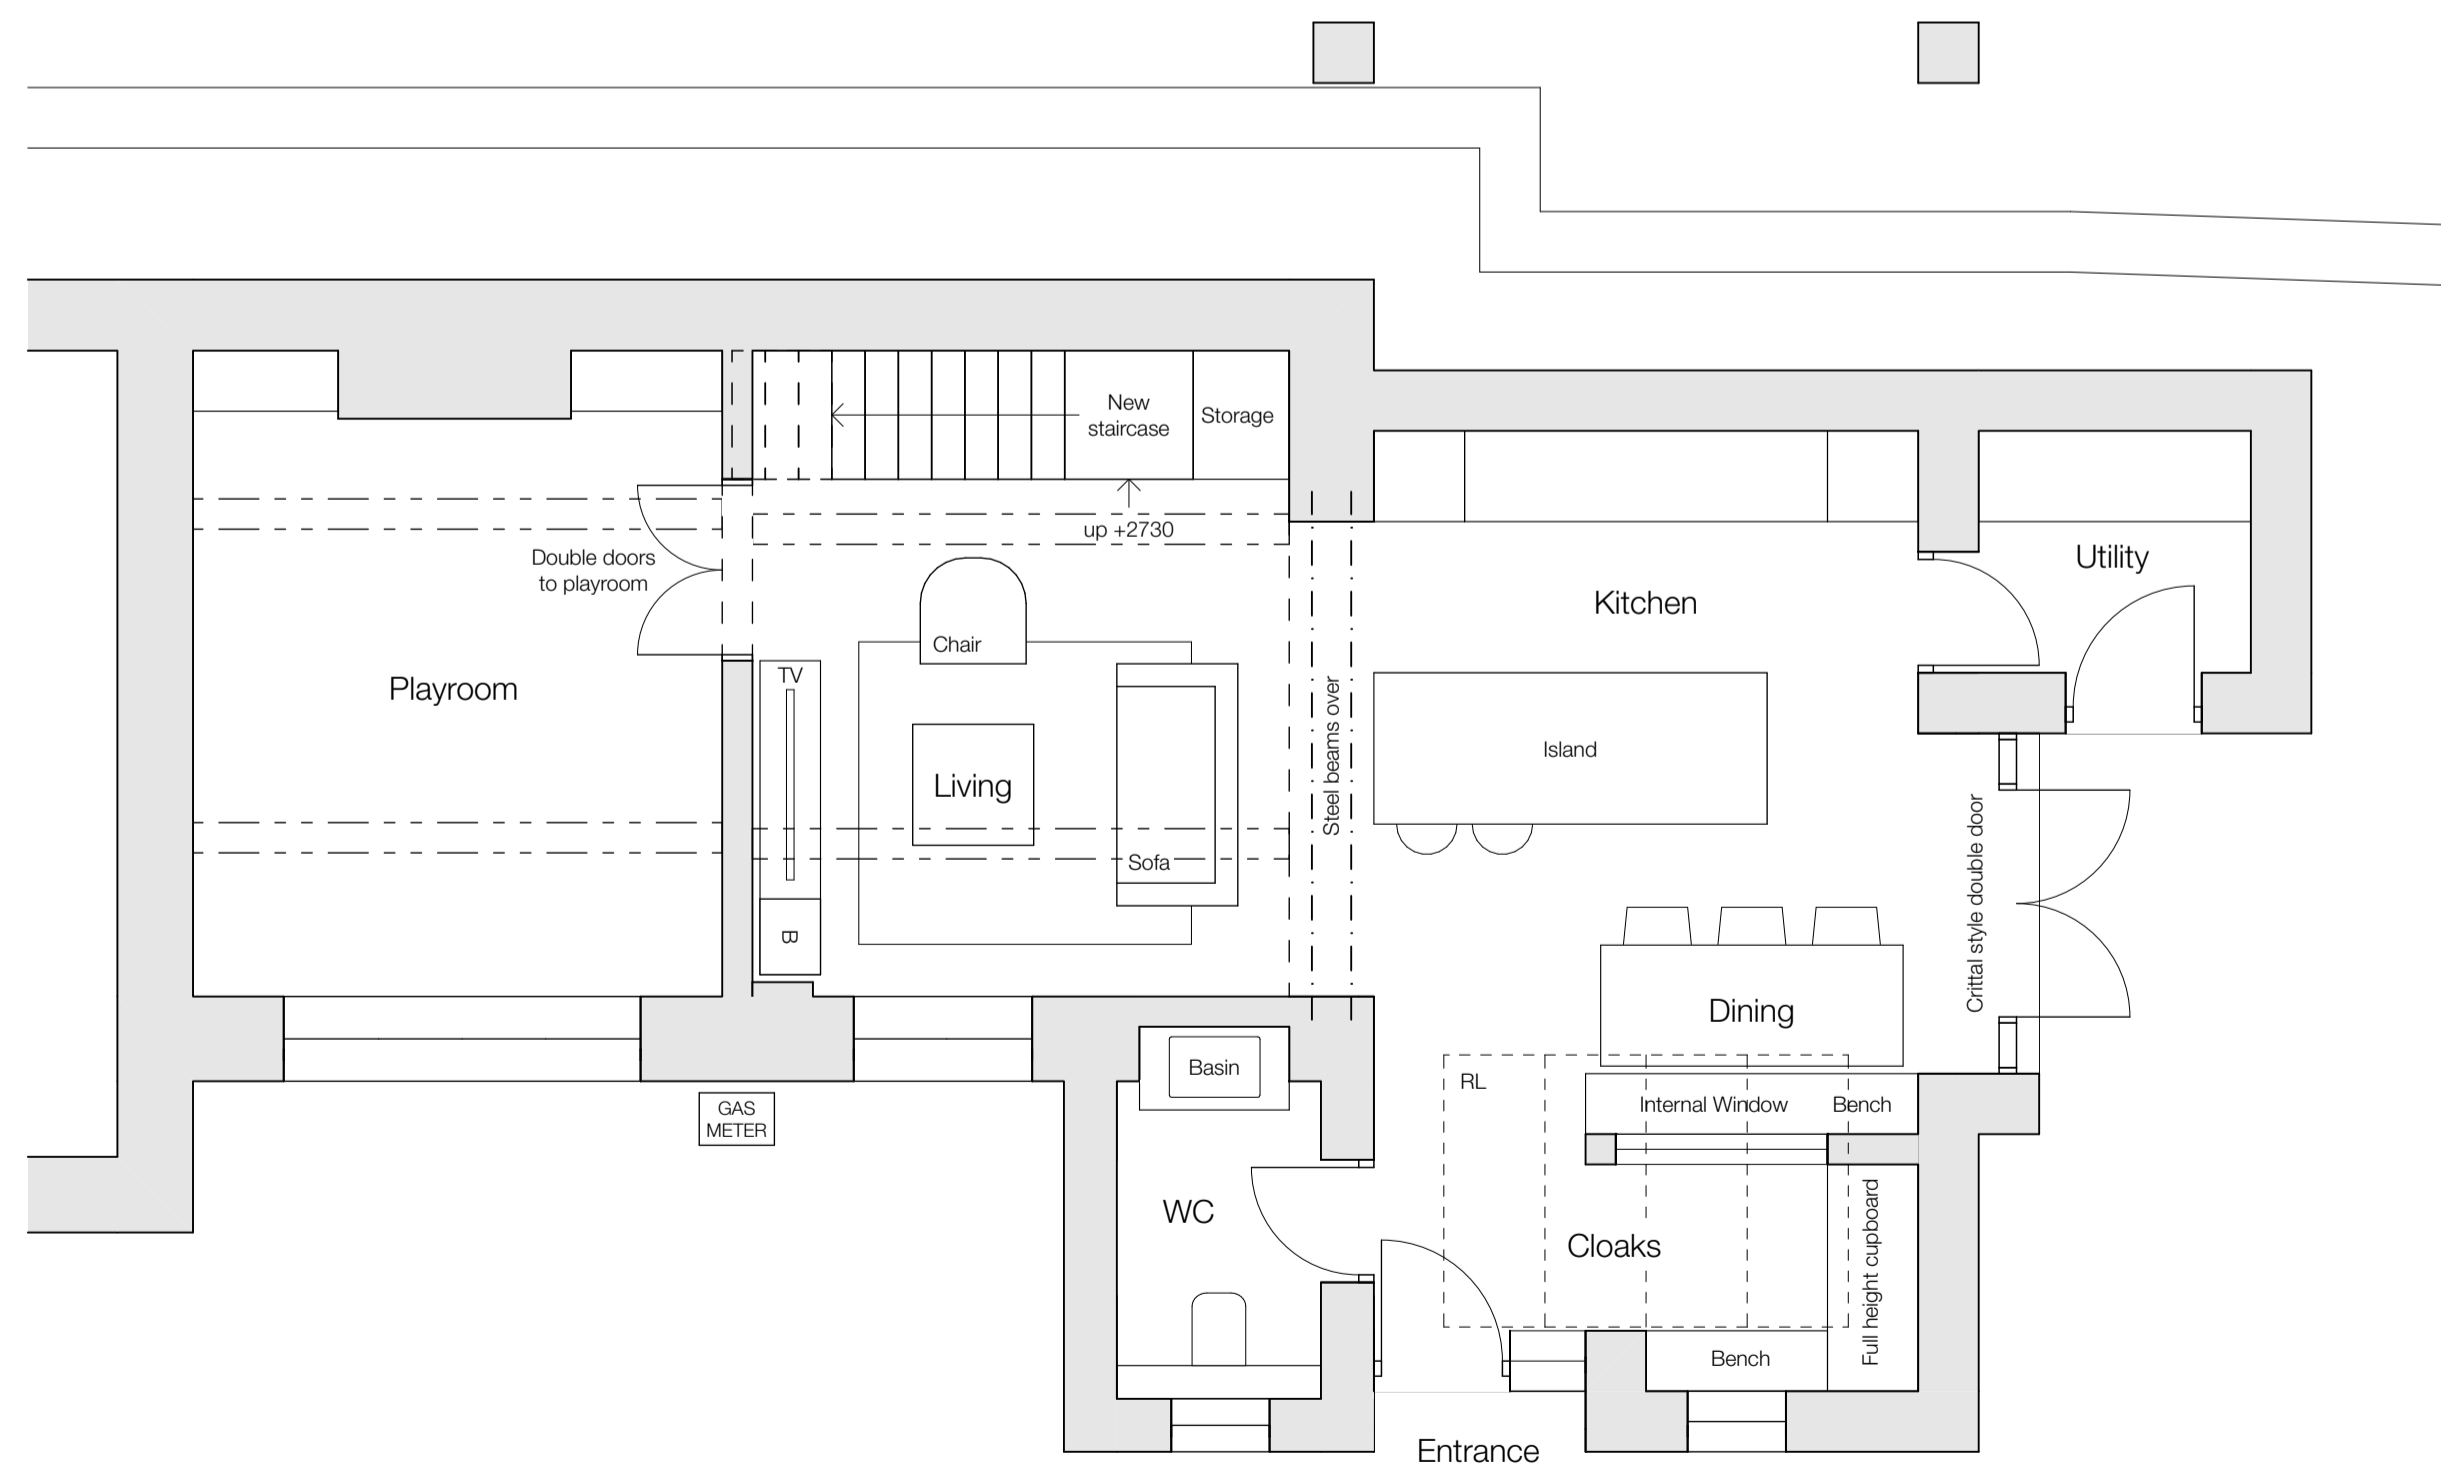 New
staircase
Storage
up +2730
Double doors
to playroom
Utility
Kitchen
Chair
Playroom
TV
Steel beams over
Island
Living
Sofa
Crittal style double door
B
Dining
Basin
RL
GAS
METER
Internal Window
Bench
WC
Cloaks
Full height cupboard
Bench
Entrance